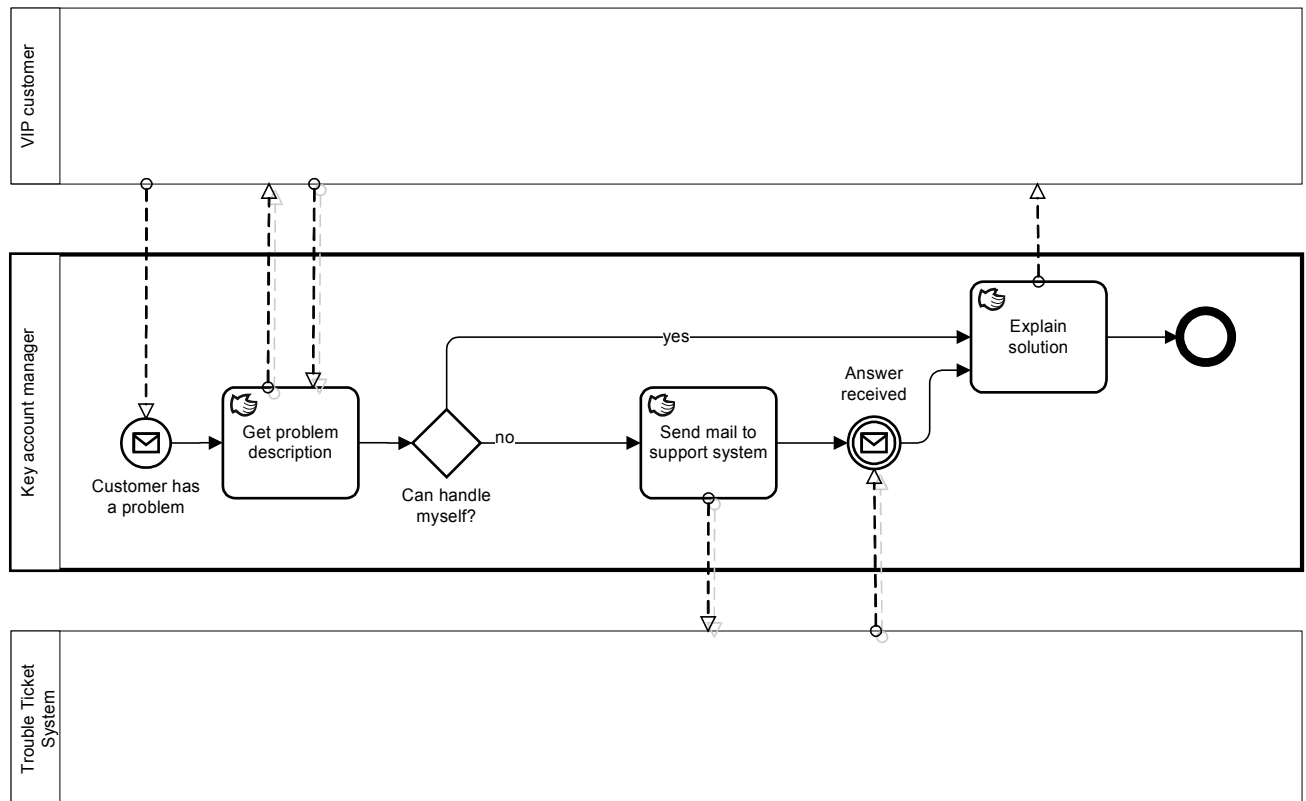 VIP customer
Key account manager
Customer has
a problem
Get problem
description
Can handle
myself?
yes
no
Send mail to
support system
Answer
received
Explain
solution
Trouble Ticket
System